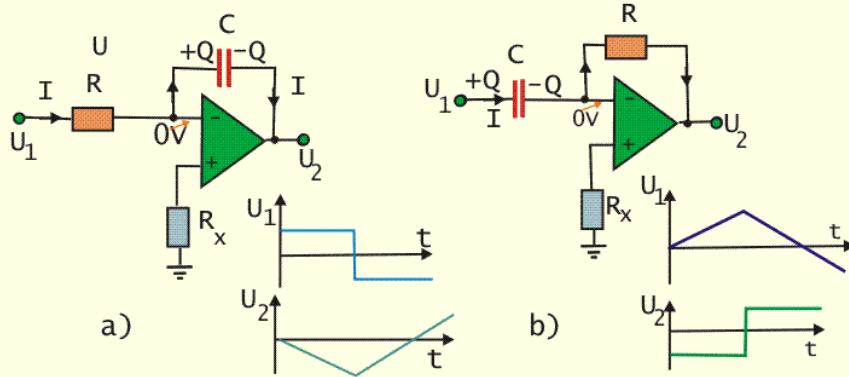 U
C
+Q -Q
I R I
0V
-
+
U1
U2
Rx
U1
t
U2
t
a)
R
C
+Q -Q
U1
I
0V
-
+
U2
Rx
U1
t
U2
t
b)